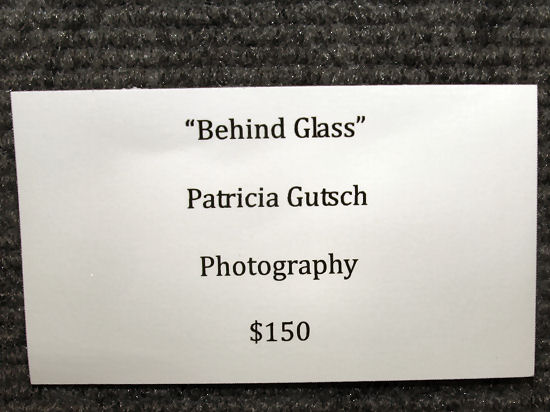 “Behind Glass”
Patricia Gutsch
Photography
$150